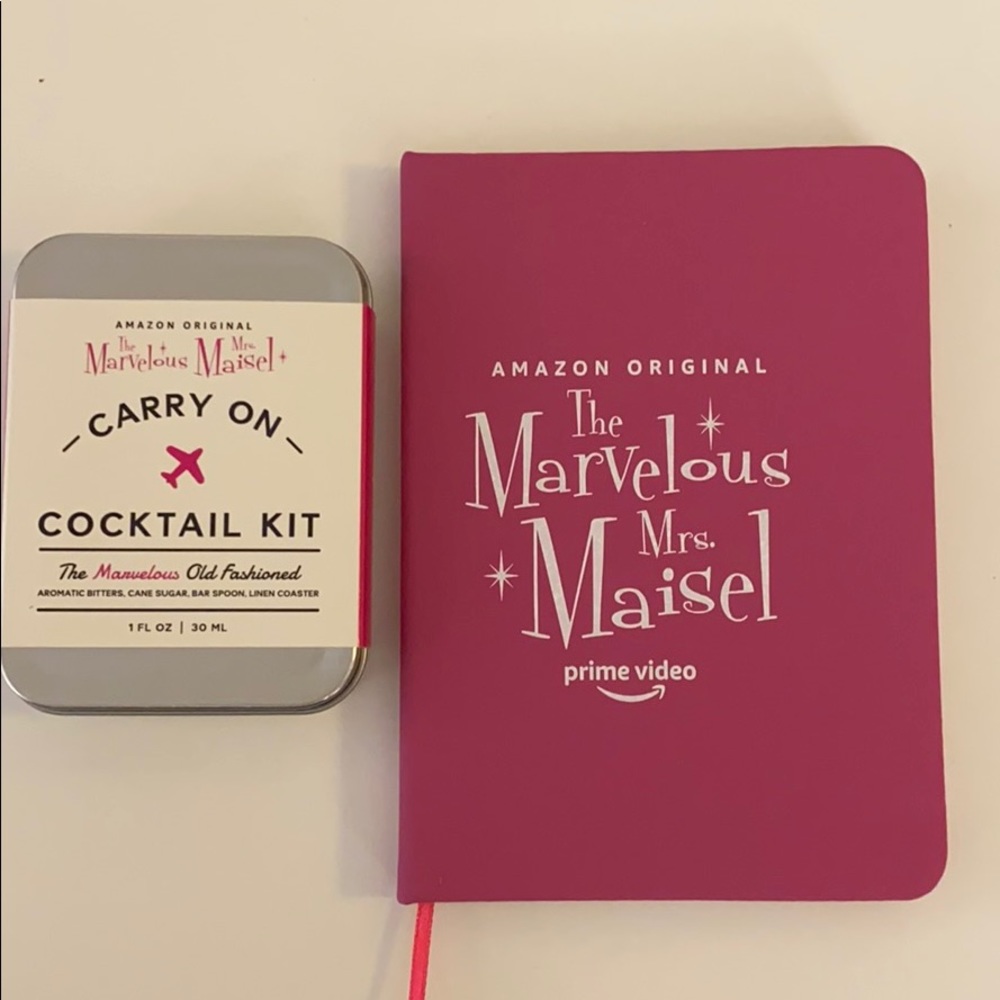 AMAZON ORIGINAL
The Marvelous Mrs. Maisel
CARRY ON
COCKTAIL KIT
The Marvelous Old Fashioned
AROMATIC BITTERS, CANE SUGAR, BAR SPOON, LINEN COASTER
1 FL OZ | 30 ML
AMAZON ORIGINAL
The
Marvelous
Mrs.
Maisel
prime video